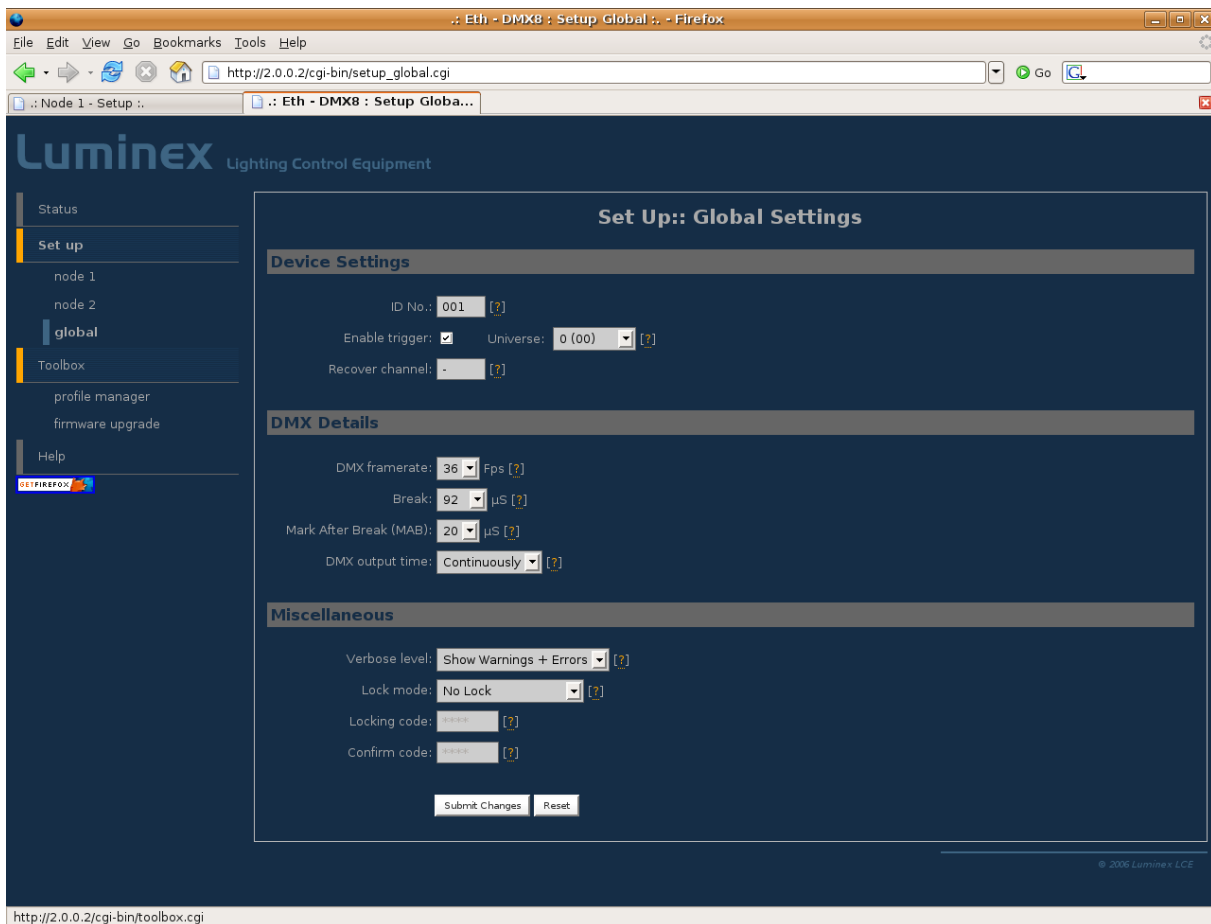 .: Eth - DMX8 : Setup Global :. - Firefox
File Edit View Go Bookmarks Tools Help
http://2.0.0.2/cgi-bin/setup_global.cgi Go G
.: Node 1 - Setup :. .: Eth - DMX8 : Setup Globa...
Luminex Lighting Control Equipment
Status
Set up
node 1
node 2
global
Toolbox
profile manager
firmware upgrade
Help
GETFIREFOX
Set Up:: Global Settings
Device Settings
ID No.: 001 [?]
Enable trigger: Universe: 0 (00) [?]
Recover channel: - [?]
DMX Details
DMX framerate: 36 Fps [?]
Break: 92 µS [?]
Mark After Break (MAB): 20 µS [?]
DMX output time: Continuously [?]
Miscellaneous
Verbose level: Show Warnings + Errors [?]
Lock mode: No Lock [?]
Locking code: **** [?]
Confirm code: **** [?]
Submit Changes Reset
© 2006 Luminex LCE
http://2.0.0.2/cgi-bin/toolbox.cgi